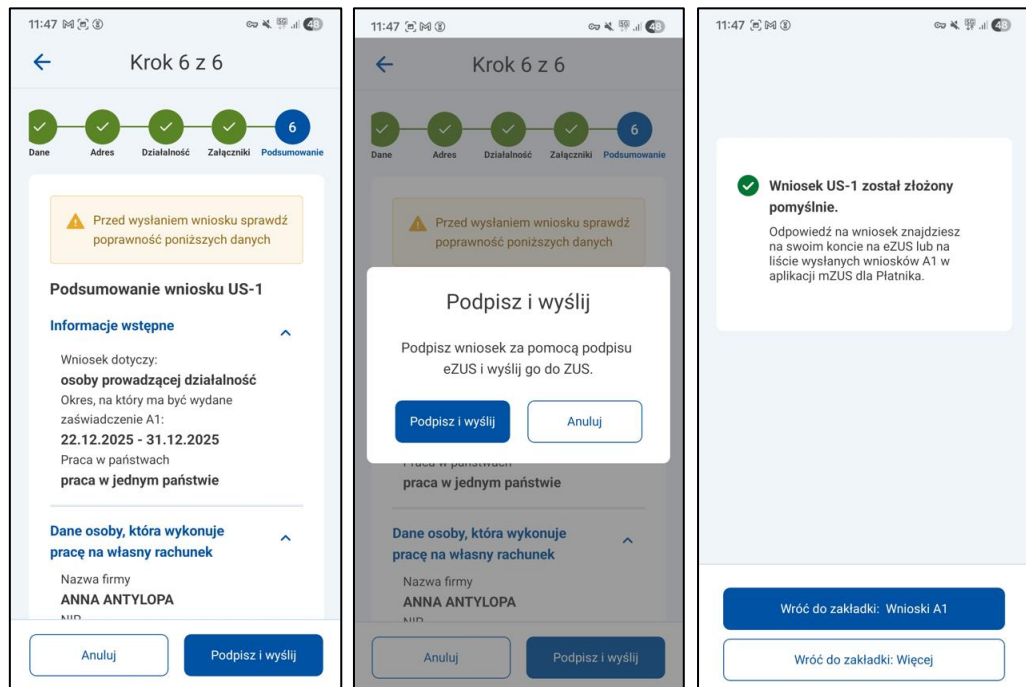 11:47
48
Krok 6 z 6
6
Dane Adres Działalność Załączniki Podsumowanie
Przed wysłaniem wniosku sprawdź
poprawność poniższych danych
Podsumowanie wniosku US-1
Informacje wstępne
Wniosek dotyczy:
osoby prowadzącej działalność
Okres, na który ma być wydane
zaświadczenie A1:
22.12.2025 - 31.12.2025
Praca w państwach
praca w jednym państwie
Dane osoby, która wykonuje
pracę na własny rachunek
Nazwa firmy
ANNA ANTYLOPA
NIP
Anuluj Podpisz i wyślij
11:47
48
Krok 6 z 6
6
Dane Adres Działalność Załączniki Podsumowanie
Przed wysłaniem wniosku sprawdź
poprawność poniższych danych
Podpisz i wyślij
Podpisz wniosek za pomocą podpisu
eZUS i wyślij go do ZUS.
Podpisz i wyślij Anuluj
Praca w państwach
praca w jednym państwie
Dane osoby, która wykonuje
pracę na własny rachunek
Nazwa firmy
ANNA ANTYLOPA
NIP
Anuluj Podpisz i wyślij
11:47
48
Wniosek US-1 został złożony
pomyślnie.
Odpowiedź na wniosek znajdziesz
na swoim koncie na eZUS lub na
liście wysłanych wniosków A1 w
aplikacji mZUS dla Płatnika.
Wróć do zakładki: Wnioski A1
Wróć do zakładki: Więcej